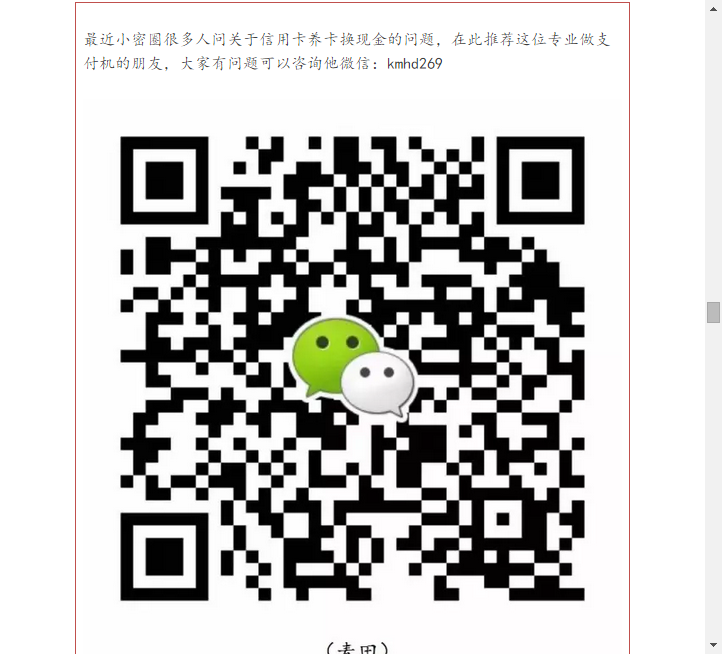 最近小密圈很多人问关于信用卡养卡换现金的问题，在此推荐这位专业做支
付机的朋友，大家有问题可以咨询他微信：kmhd269